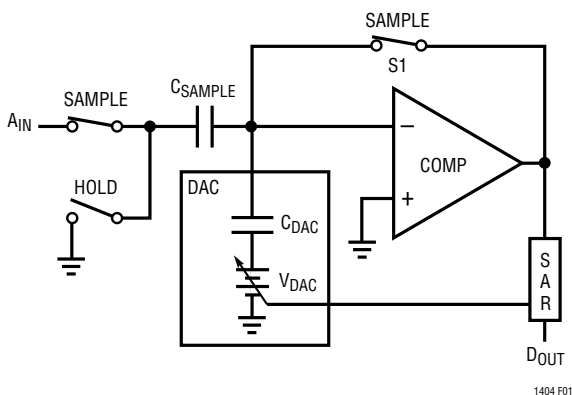 SAMPLE
S1
C_SAMPLE
SAMPLE
A_IN
−
COMP
HOLD
DAC
+
C_DAC
V_DAC
S
A
R
D_OUT
1404 F01